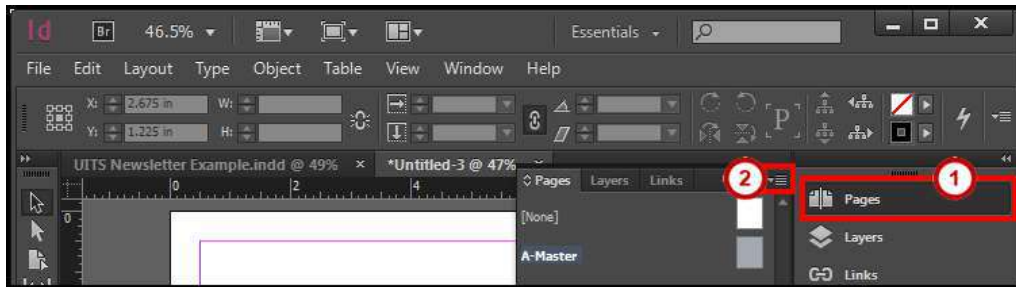 Id Br 46.5% Essentials
File Edit Layout Type Object Table View Window Help
X: 2.675 in W:
Y: 1.225 in H:
P
UITS Newsletter Example.indd @ 49% × *Untitled-3 @ 47% ×
0 2 4
0
Pages Layers Links
2
[None]
A-Master
1
Pages
Layers
Links